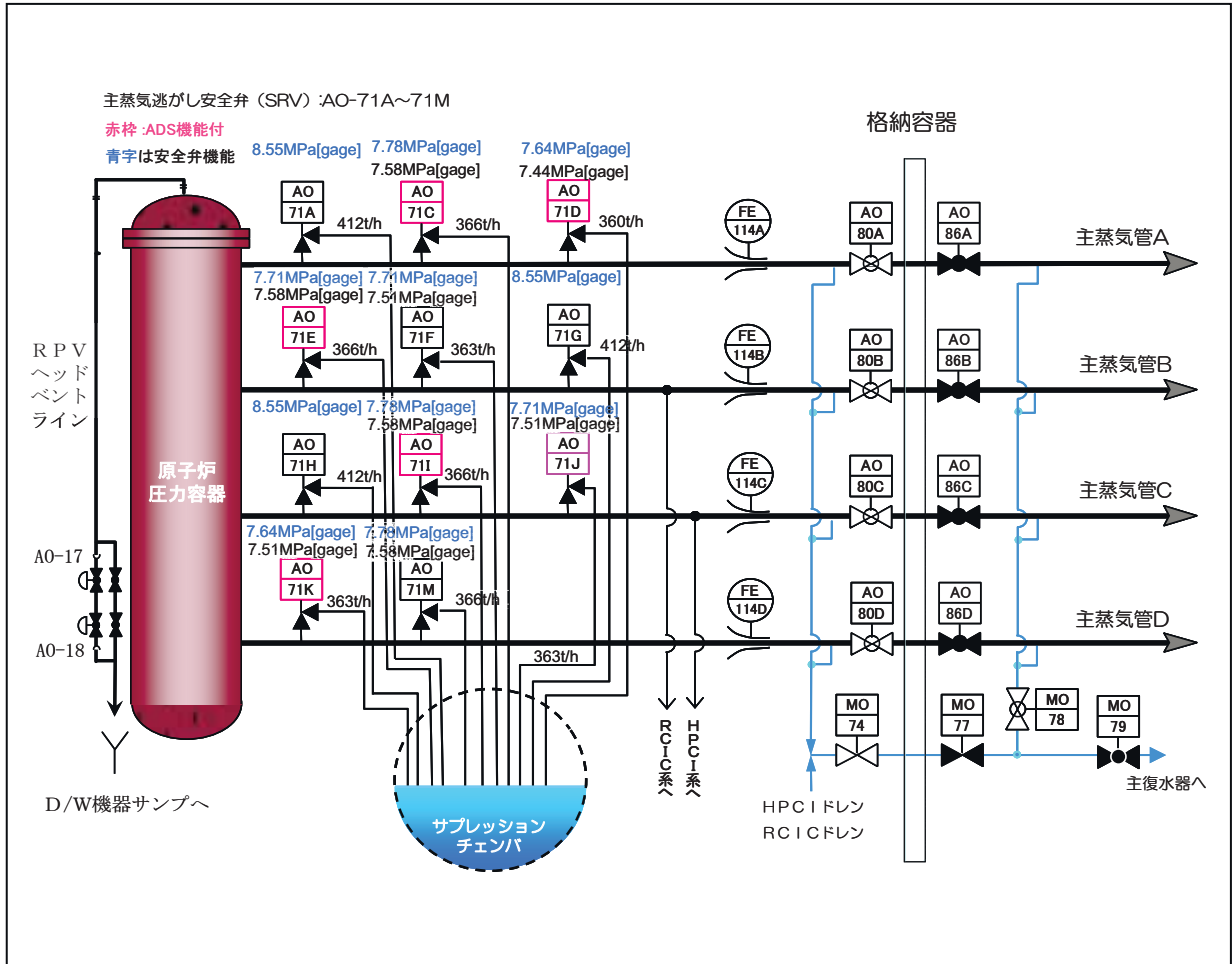 主蒸気逃がし安全弁（SRV）:AO-71A～71M
赤枠：ADS機能付
青字は安全弁機能
格納容器
8.55MPa[gage]
7.78MPa[gage]
7.58MPa[gage]
7.64MPa[gage]
7.44MPa[gage]
AO
71A
412t/h
AO
71C
366t/h
AO
71D
360t/h
FE
114A
AO
80A
AO
86A
主蒸気管A
7.71MPa[gage]
7.58MPa[gage]
7.71MPa[gage]
7.51MPa[gage]
8.55MPa[gage]
AO
71E
366t/h
AO
71F
363t/h
AO
71G
412t/h
FE
114B
AO
80B
AO
86B
主蒸気管B
RPV
ヘッド
ベント
ライン
8.55MPa[gage]
7.78MPa[gage]
7.58MPa[gage]
7.71MPa[gage]
7.51MPa[gage]
AO
71H
412t/h
AO
71I
366t/h
AO
71J
FE
114C
AO
80C
AO
86C
主蒸気管C
原子炉
圧力容器
7.64MPa[gage]
7.51MPa[gage]
7.78MPa[gage]
7.58MPa[gage]
AO
71K
363t/h
AO
71M
366t/h
363t/h
FE
114D
AO
80D
AO
86D
主蒸気管D
AO-17
AO-18
D/W機器サンプへ
サプレッション
チェンバ
RCIC系へ
HPCI系へ
MO
74
MO
77
MO
78
MO
79
主復水器へ
HPCIドレン
RCICドレン